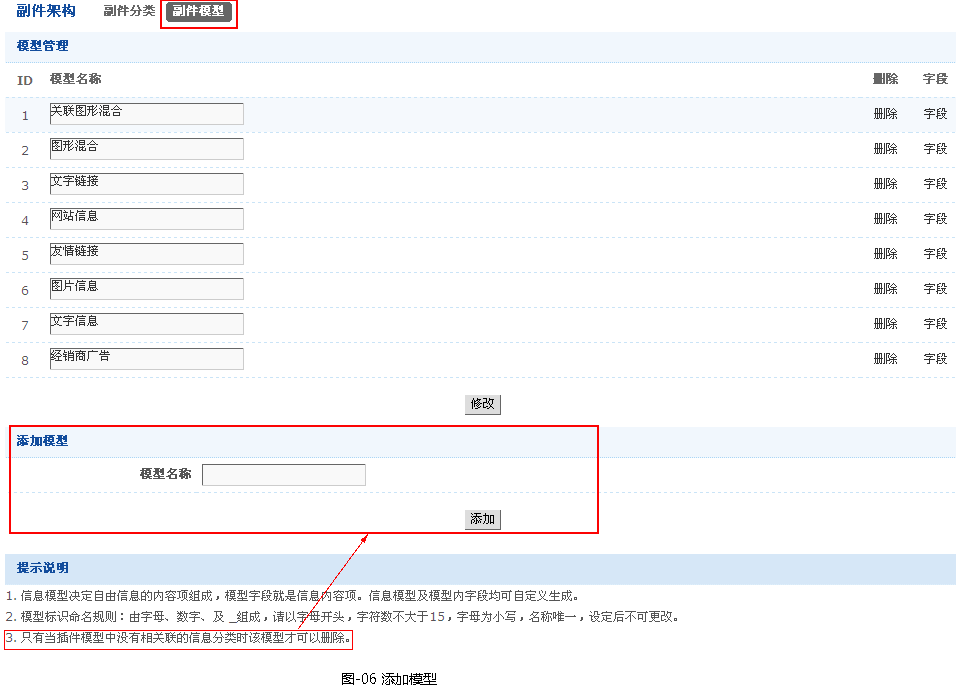 副件架构 副件分类 副件模型
模型管理
ID 模型名称 删除 字段
1 关联图形混合 删除 字段
2 图形混合 删除 字段
3 文字链接 删除 字段
4 网站信息 删除 字段
5 友情链接 删除 字段
6 图片信息 删除 字段
7 文字信息 删除 字段
8 经销商广告 删除 字段
修改
添加模型
模型名称
添加
提示说明
1. 信息模型决定自由信息的内容项组成，模型字段就是信息内容项。信息模型及模型内字段均可自定义生成。
2. 模型标识命名规则：由字母、数字、及 _组成，请以字母开头，字符数不大于15，字母为小写，名称唯一，设定后不可更改。
3. 只有当插件模型中没有相关联的信息分类时该模型才可以删除。
图-06 添加模型